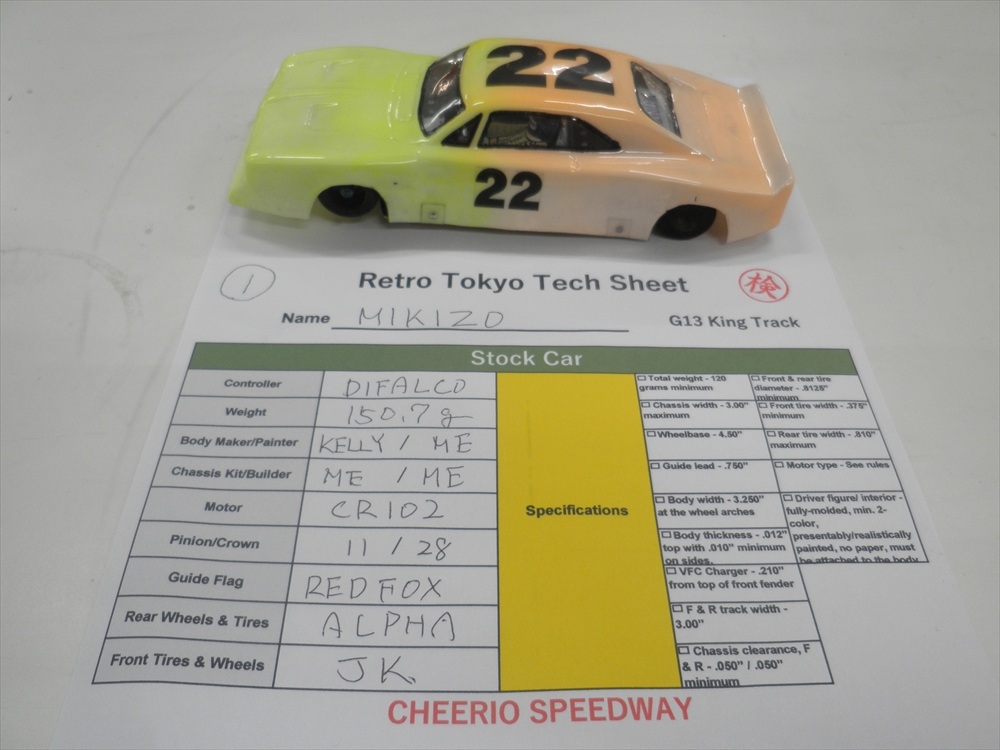 22
22
1
Retro Tokyo Tech Sheet
検
Name MIKIZO
G13 King Track
Stock Car
Controller DIFALCO
Weight 150.7g
Body Maker/Painter KELLY / ME
Chassis Kit/Builder ME / ME
Motor CR102
Pinion/Crown 11 / 28
Guide Flag RED FOX
Rear Wheels & Tires ALPHA
Front Tires & Wheels JK
Specifications
☐ Total weight - 120
grams minimum
☐ Chassis width - 3.00"
maximum
☐ Wheelbase - 4.50"
☐ Guide lead - .750"
☐ Body width - 3.250"
at the wheel arches
☐ Body thickness - .012"
top with .010" minimum
on sides.
☐ VFC Charger - .210"
from top of front fender
☐ F & R track width -
3.00"
☐ Chassis clearance, F
& R - .050" / .050"
minimum
☐ Front & rear tire
diameter - .8125"
minimum
☐ Front tire width - .375"
minimum
☐ Rear tire width - .810"
maximum
☐ Motor type - See rules
☐ Driver figure/ interior -
fully-molded, min. 2-
color,
presentably/realistically
painted, no paper, must
be attached to the body
CHEERIO SPEEDWAY